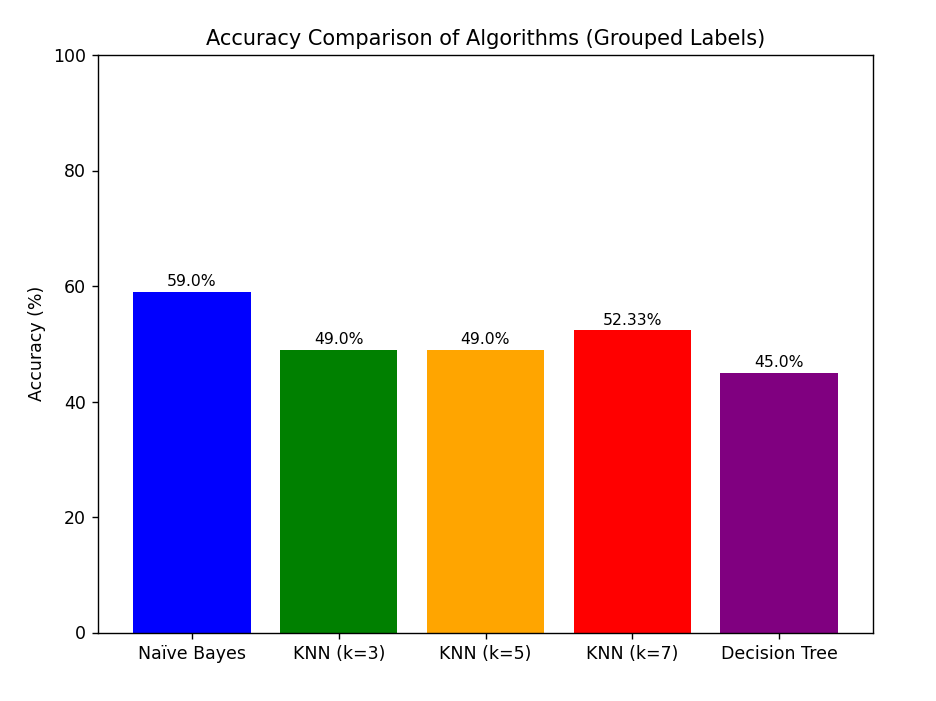 Accuracy Comparison of Algorithms (Grouped Labels)
100
80
60
40
20
0
Accuracy (%)
59.0%
49.0%
49.0%
52.33%
45.0%
Naïve Bayes
KNN (k=3)
KNN (k=5)
KNN (k=7)
Decision Tree